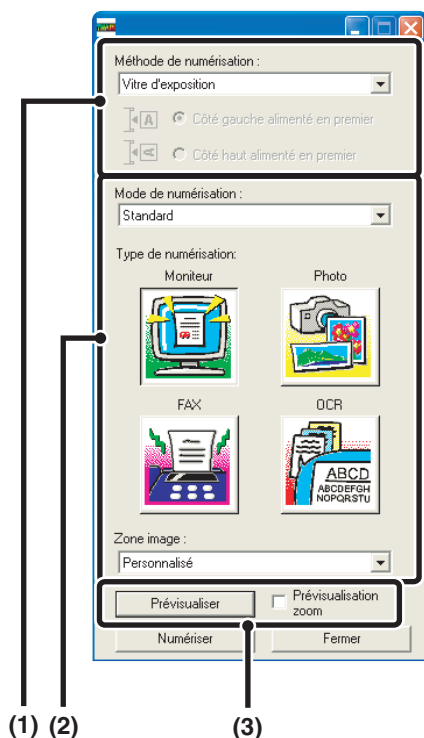 Méthode de numérisation :
Vitre d'exposition
A Côté gauche alimenté en premier
A Côté haut alimenté en premier
Mode de numérisation :
Standard
Type de numérisation:
Moniteur Photo
FAX OCR
ABCD
ABCDEFGH
NOPQRSTU
Zone image :
Personnalisé
Prévisualiser Prévisualisation
zoom
Numériser Fermer
(1) (2) (3)